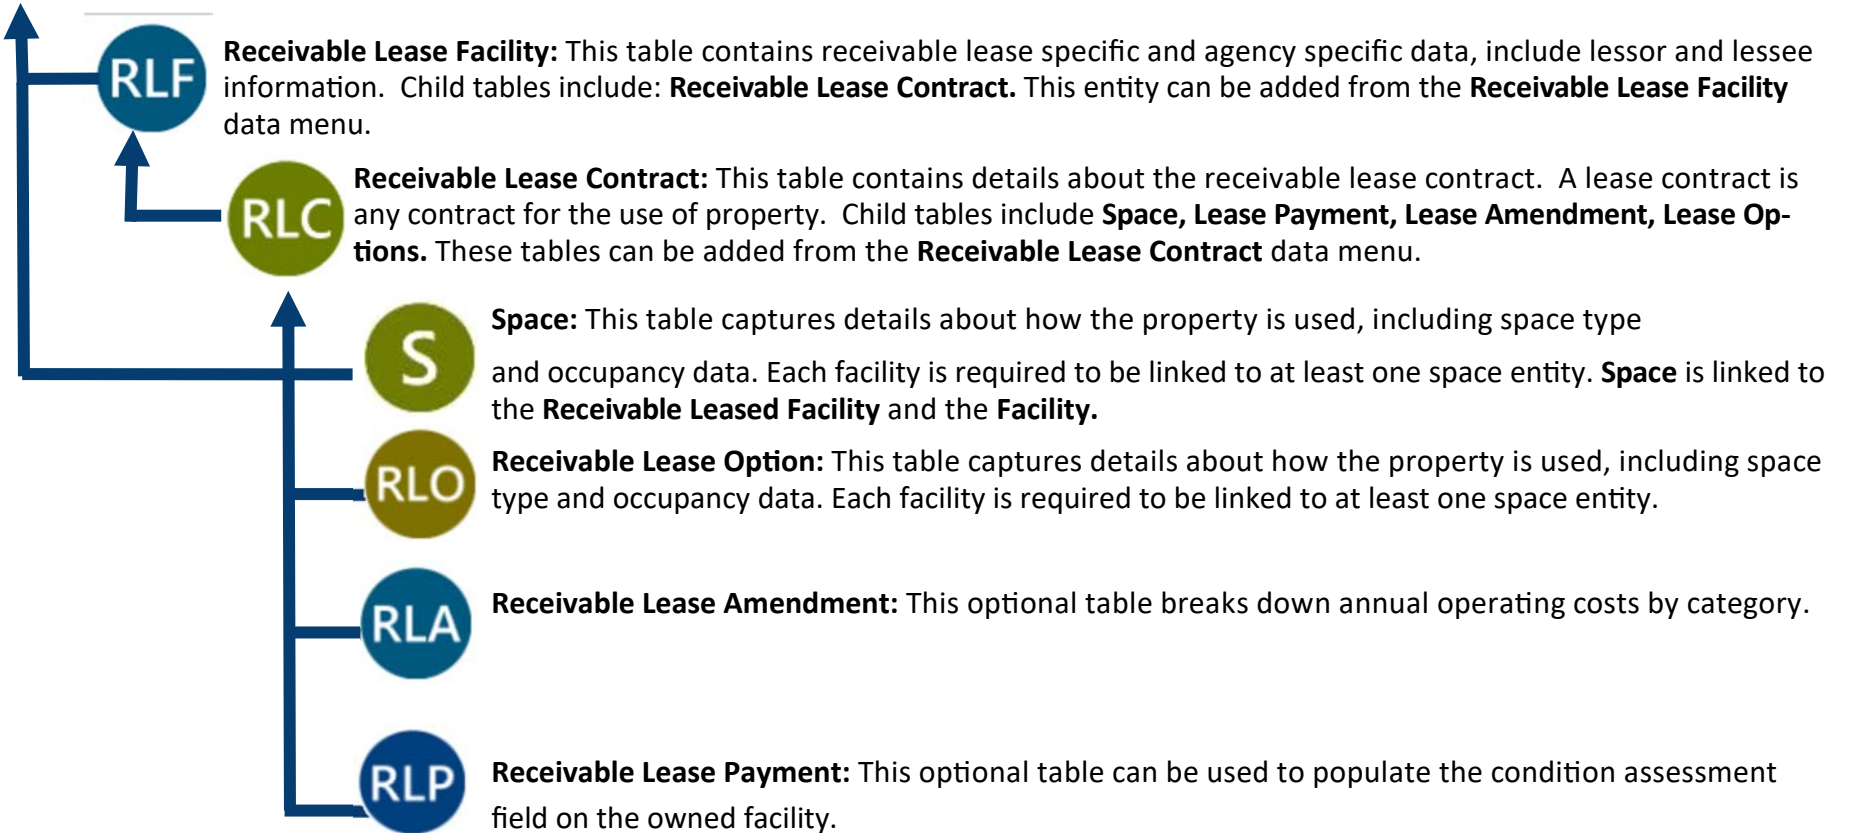 RLF
Receivable Lease Facility: This table contains receivable lease specific and agency specific data, include lessor and lessee
information.  Child tables include: Receivable Lease Contract. This entity can be added from the Receivable Lease Facility
data menu.
RLC
Receivable Lease Contract: This table contains details about the receivable lease contract.  A lease contract is
any contract for the use of property.  Child tables include Space, Lease Payment, Lease Amendment, Lease Op-
tions. These tables can be added from the Receivable Lease Contract data menu.
S
Space: This table captures details about how the property is used, including space type
and occupancy data. Each facility is required to be linked to at least one space entity. Space is linked to
the Receivable Leased Facility and the Facility.
RLO
Receivable Lease Option: This table captures details about how the property is used, including space
type and occupancy data. Each facility is required to be linked to at least one space entity.
RLA
Receivable Lease Amendment: This optional table breaks down annual operating costs by category.
RLP
Receivable Lease Payment: This optional table can be used to populate the condition assessment
field on the owned facility.